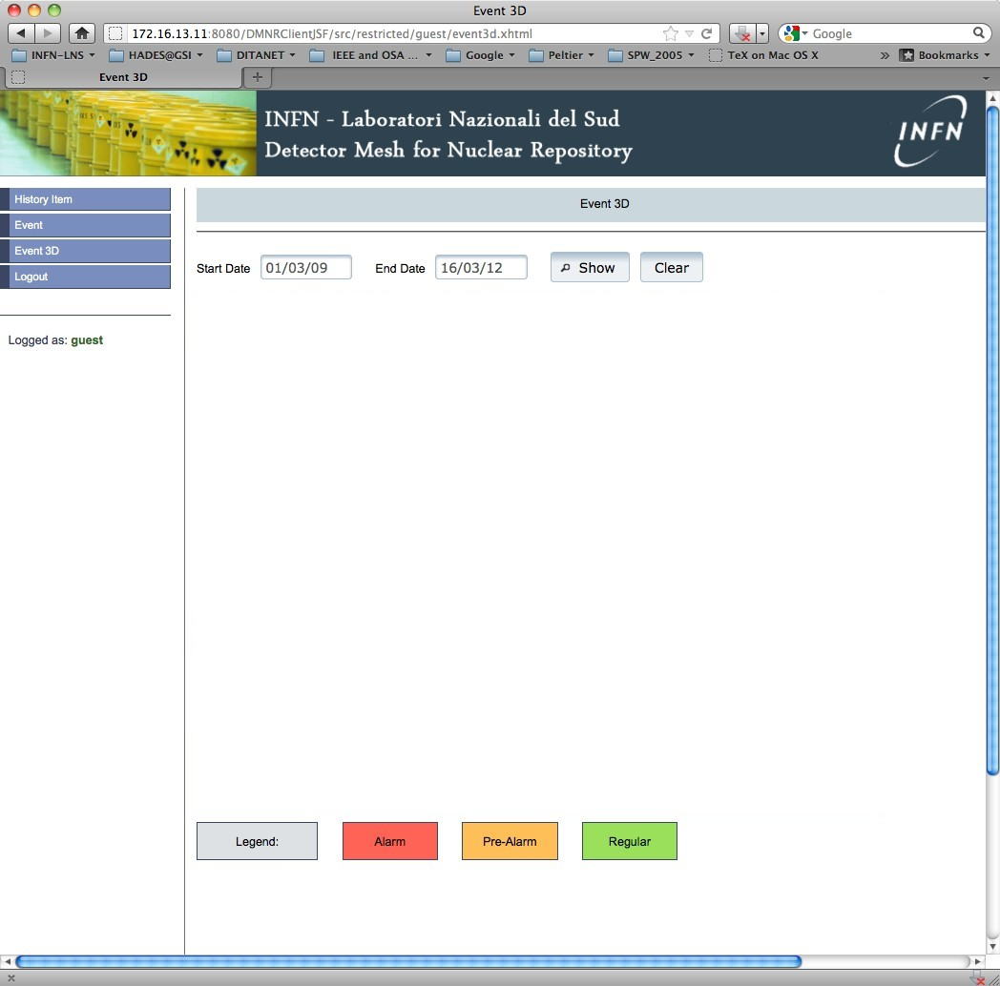 Event 3D
172.16.13.11:8080/DMNRClientJSF/src/restricted/guest/event3d.xhtml
Google
INFN-LNS HADES@GSI DITANET IEEE and OSA ... Google Peltier SPW_2005 TeX on Mac OS X » Bookmarks
Event 3D
INFN - Laboratori Nazionali del Sud
Detector Mesh for Nuclear Repository
INFN
History Item
Event
Event 3D
Logout
Logged as: guest
Event 3D
Start Date 01/03/09 End Date 16/03/12 Show Clear
Legend: Alarm Pre-Alarm Regular